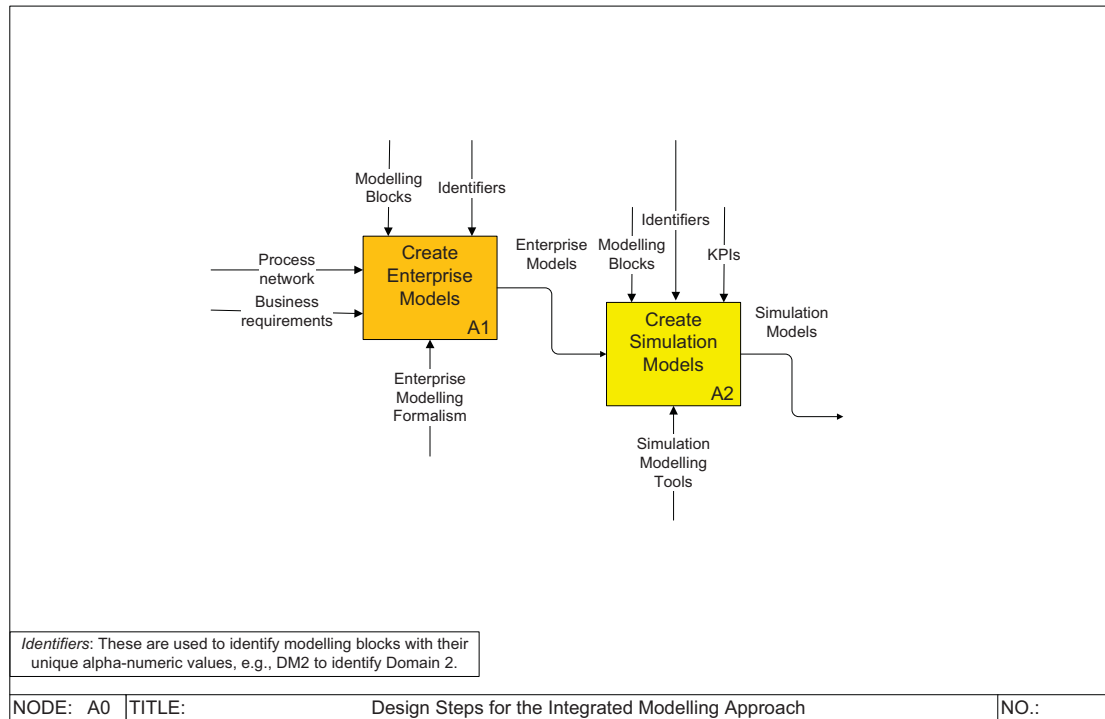 Modelling
Blocks
Identifiers
Process
network
Business
requirements
Create
Enterprise
Models
A1
Enterprise
Modelling
Formalism
Enterprise
Models
Identifiers
Modelling
Blocks
KPIs
Create
Simulation
Models
A2
Simulation
Models
Simulation
Modelling
Tools
Identifiers: These are used to identify modelling blocks with their
unique alpha-numeric values, e.g., DM2 to identify Domain 2.
NODE: A0 TITLE: Design Steps for the Integrated Modelling Approach NO.: